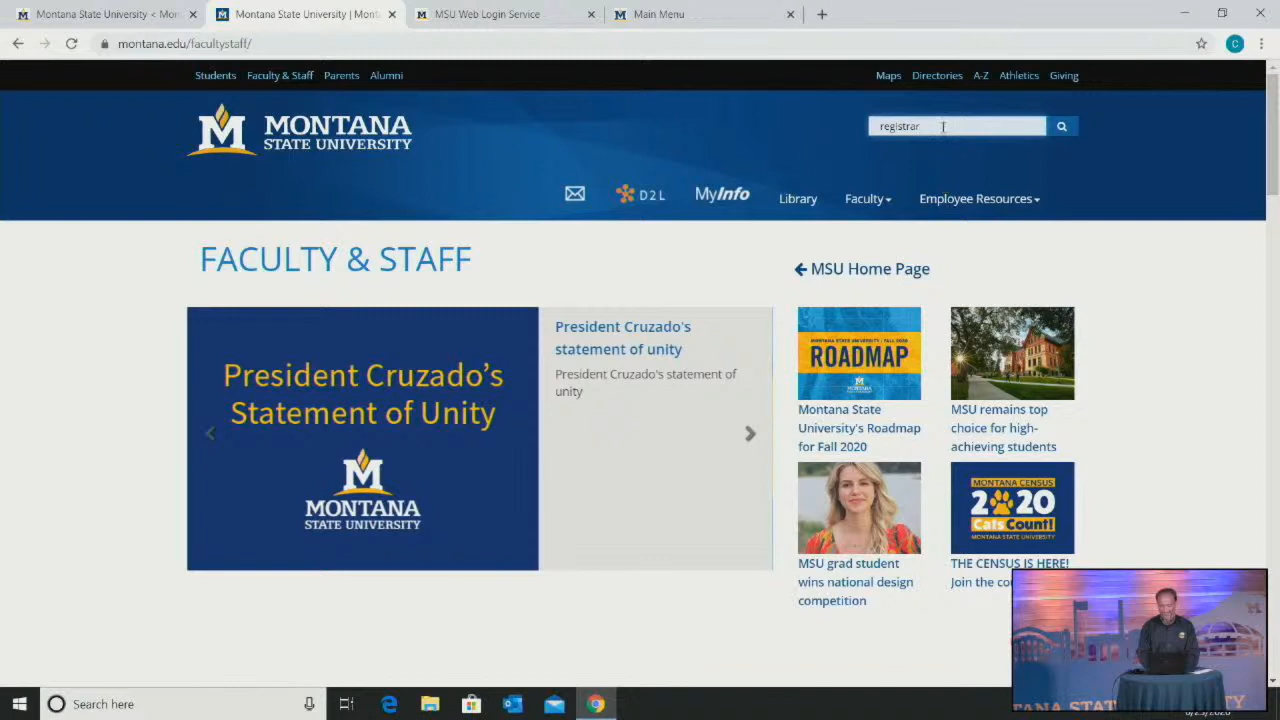 Montana State University < Mon
Montana State University | Mont
MSU Web Login Service
Main Menu
montana.edu/facultystaff/
C
Students Faculty & Staff Parents Alumni
Maps Directories A-Z Athletics Giving
M MONTANA
STATE UNIVERSITY
registrar
D2L
MyInfo
Library
Faculty
Employee Resources
FACULTY & STAFF
MSU Home Page
President Cruzado's
Statement of Unity
M
MONTANA
STATE UNIVERSITY
President Cruzado's
statement of unity
President Cruzado's statement of
unity
MONTANA STATE UNIVERSITY | FALL 2020
ROADMAP
Montana State
University's Roadmap
for Fall 2020
MSU remains top
choice for high-
achieving students
MSU grad student
wins national design
competition
MONTANA CENSUS
2020
Cats Count!
MONTANA STATE UNIVERSITY
THE CENSUS IS HERE!
Join the co
Search here